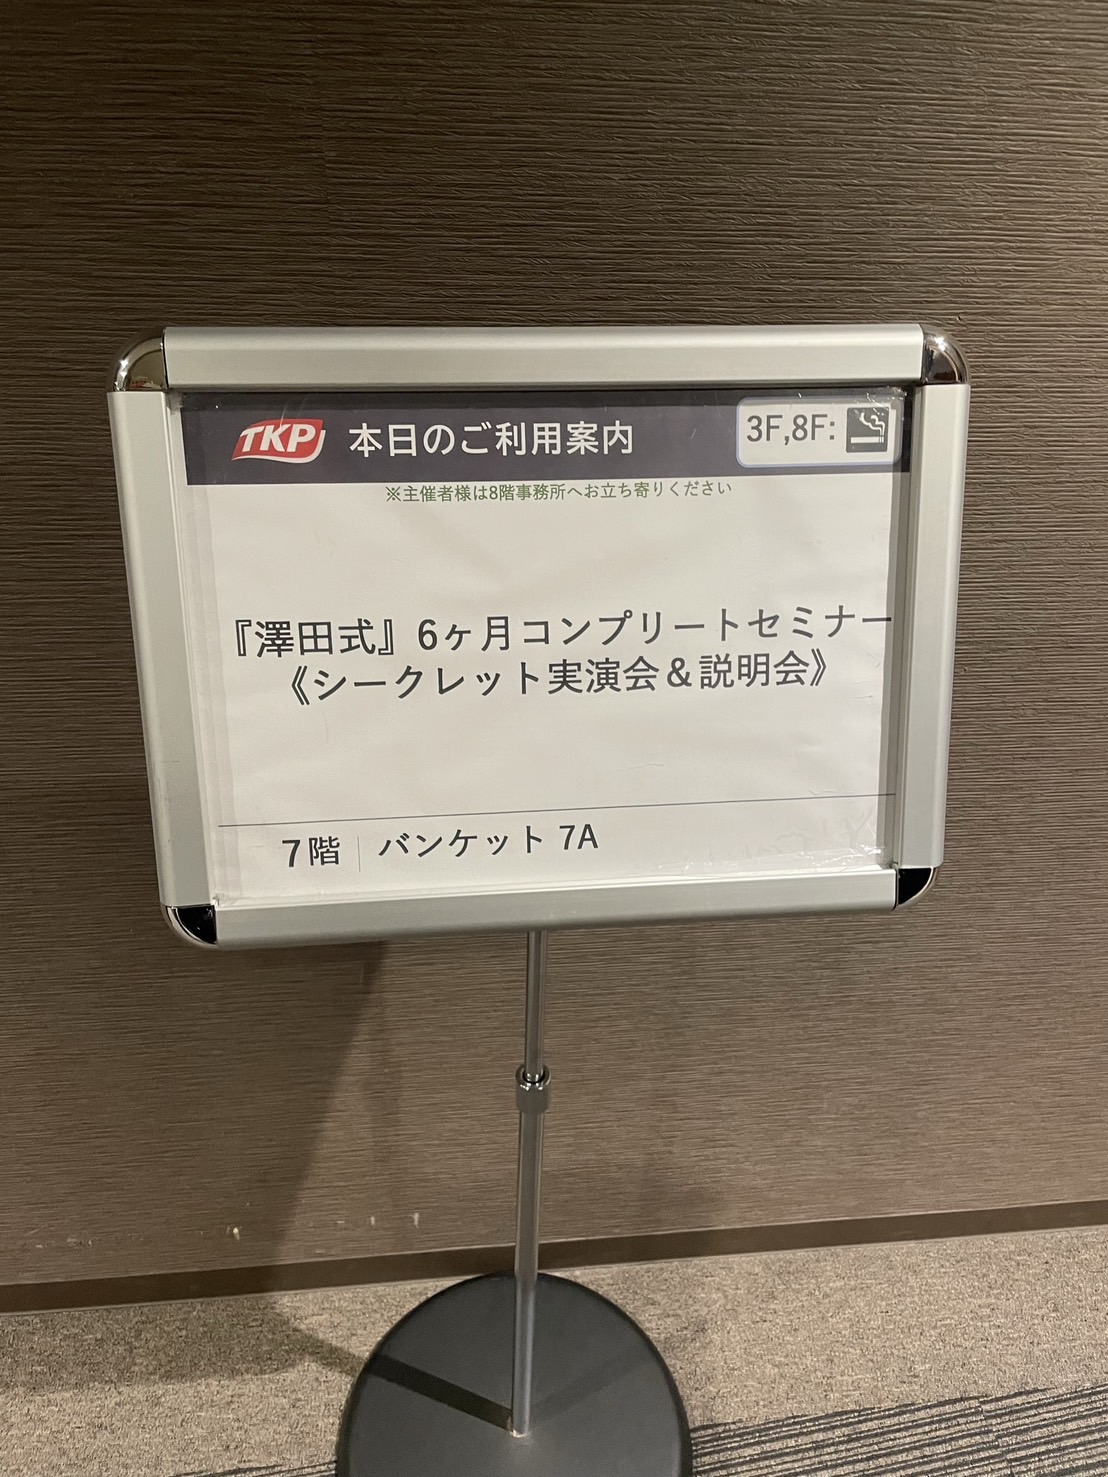 TKP 本日のご利用案内 3F,8F:
※主催者様は8階事務所へお立ち寄りください
『澤田式』6ヶ月コンプリートセミナー
《シークレット実演会＆説明会》
7階 バンケット 7A